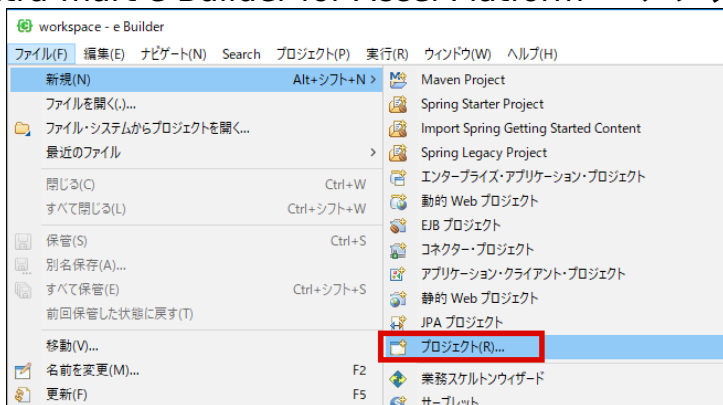 workspace - e Builder
ファイル(F) 編集(E) ナビゲート(N) Search プロジェクト(P) 実行(R) ウィンドウ(W) ヘルプ(H)
新規(N) Alt+シフト+N >
ファイルを開く(.)...
ファイル・システムからプロジェクトを開く...
最近のファイル >
閉じる(C) Ctrl+W
すべて閉じる(L) Ctrl+シフト+W
保管(S) Ctrl+S
別名保存(A)...
すべて保管(E) Ctrl+シフト+S
前回保管した状態に戻す(T)
移動(V)...
名前を変更(M)... F2
更新(F) F5
Maven Project
Spring Starter Project
Import Spring Getting Started Content
Spring Legacy Project
エンタープライズ・アプリケーション・プロジェクト
動的 Web プロジェクト
EJB プロジェクト
コネクター・プロジェクト
アプリケーション・クライアント・プロジェクト
静的 Web プロジェクト
JPA プロジェクト
プロジェクト(R)...
業務スケルトンウィザード
サーブレット